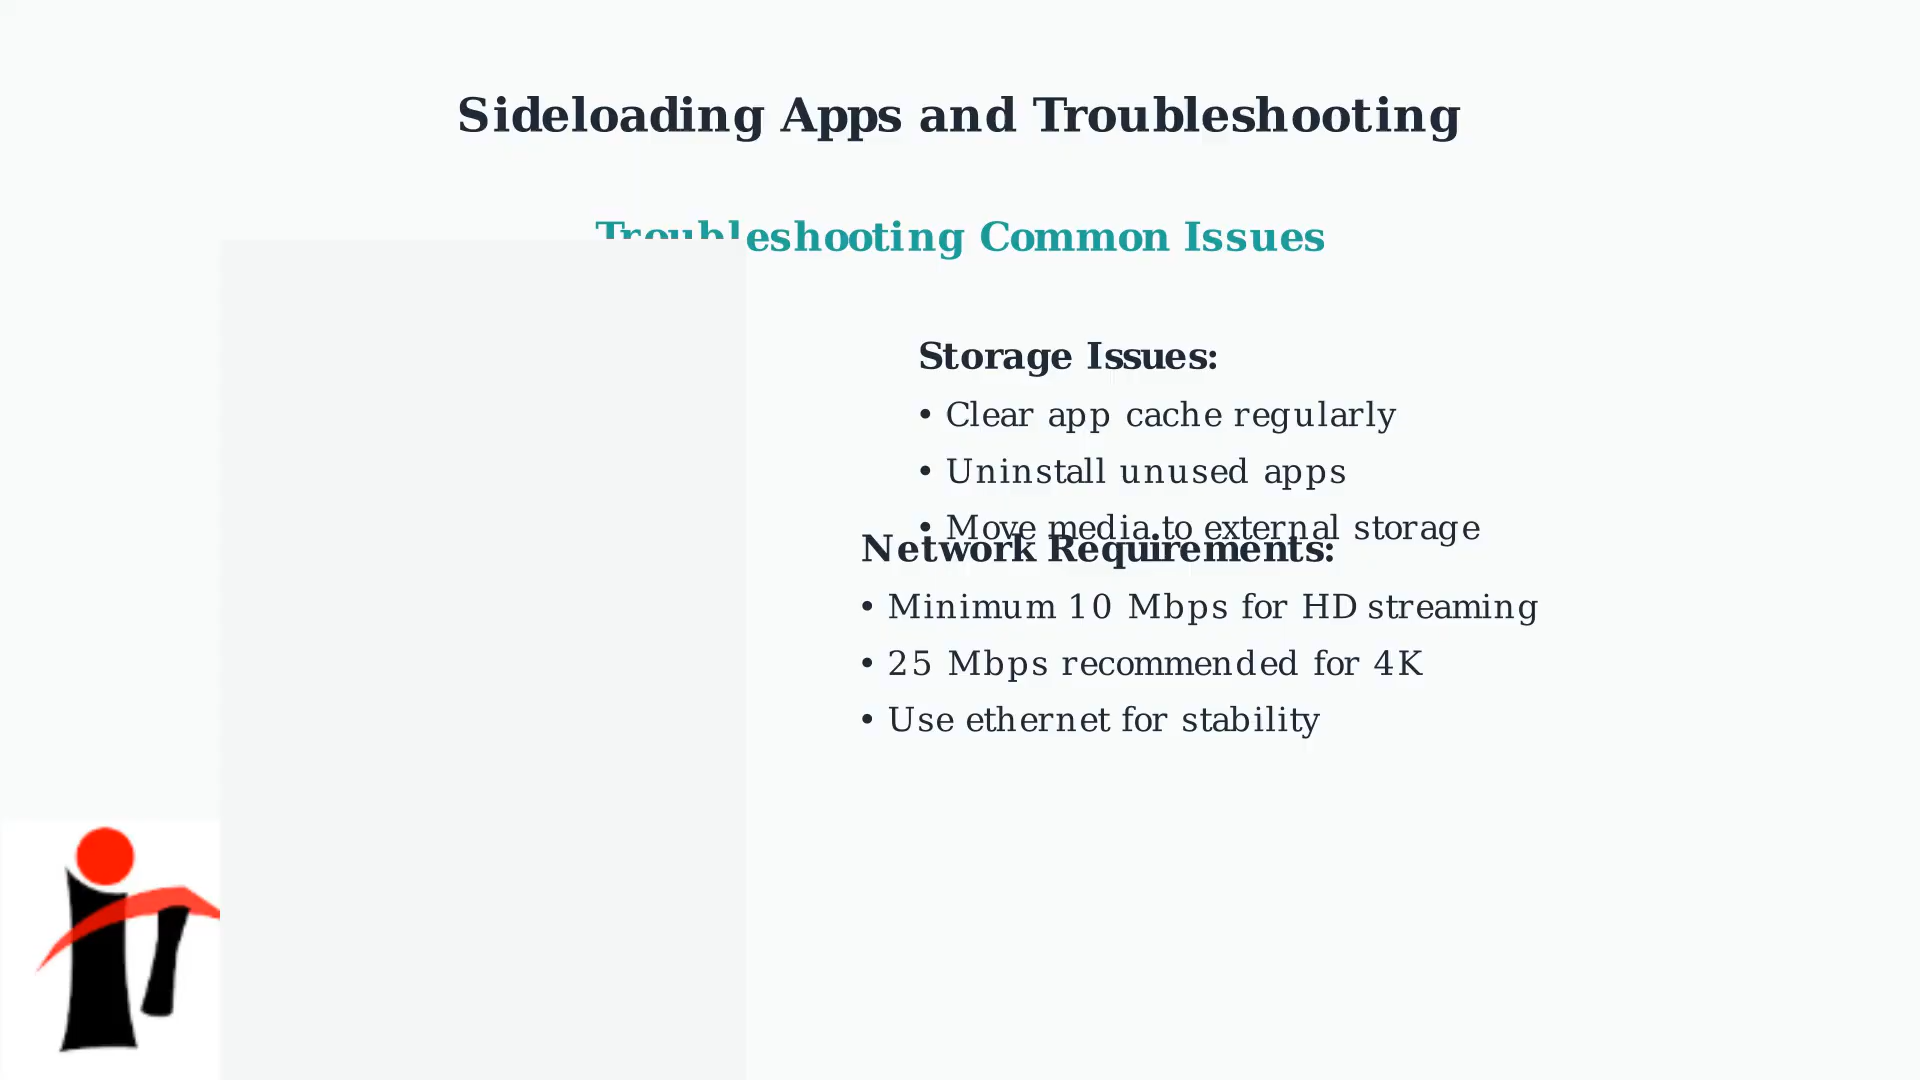 Sideloading Apps and Troubleshooting
Troubleshooting Common Issues
Storage Issues:
• Clear app cache regularly
• Uninstall unused apps
• Move media to external storage
Network Requirements:
• Minimum 10 Mbps for HD streaming
• 25 Mbps recommended for 4K
• Use ethernet for stability